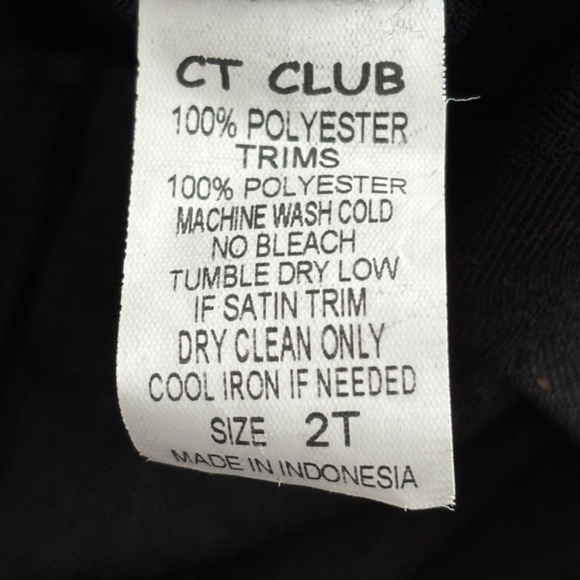 CT CLUB
100% POLYESTER
TRIMS
100% POLYESTER
MACHINE WASH COLD
NO BLEACH
TUMBLE DRY LOW
IF SATIN TRIM
DRY CLEAN ONLY
COOL IRON IF NEEDED
SIZE 2T
MADE IN INDONESIA